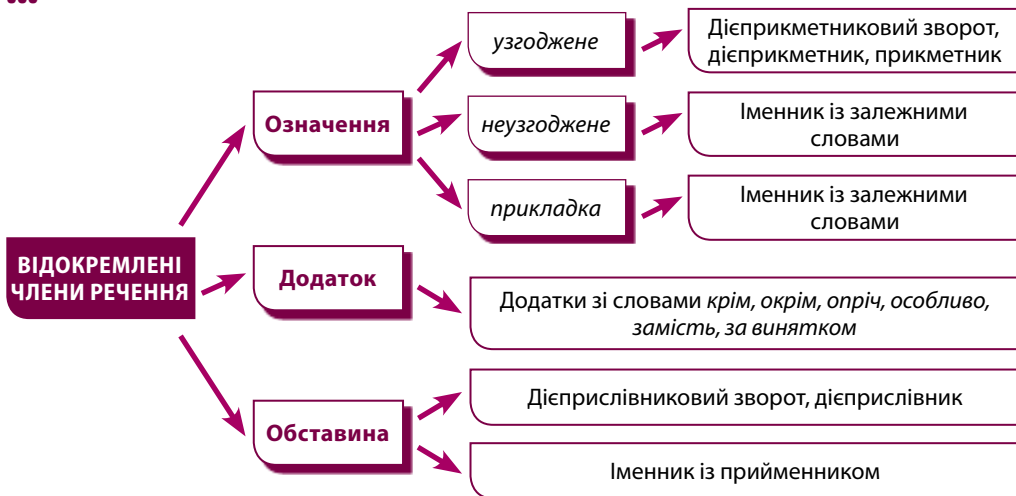 узгоджене
Дієприкметниковий зворот,
дієприкметник, прикметник
Означення
неузгоджене
Іменник із залежними
словами
прикладка
Іменник із залежними
словами
ВІДОКРЕМЛЕНІ
ЧЛЕНИ РЕЧЕННЯ
Додаток
Додатки зі словами крім, окрім, опріч, особливо,
замість, за винятком
Обставина
Дієприслівниковий зворот, дієприслівник
Іменник із прийменником